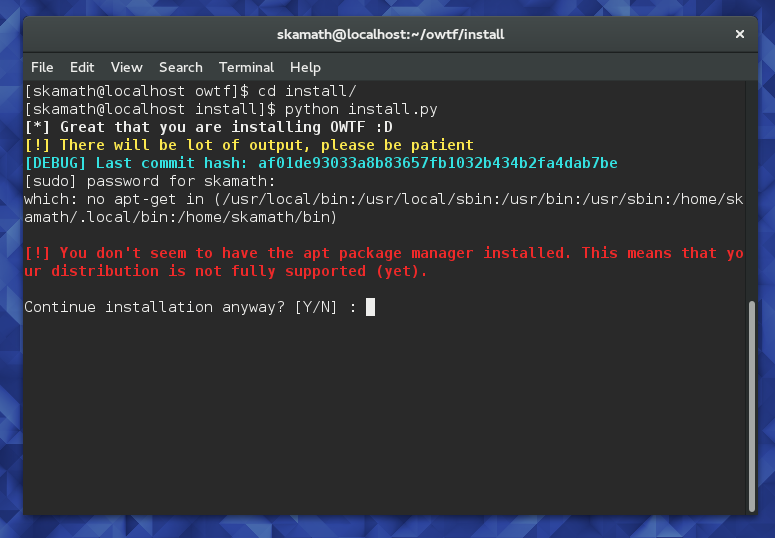 skamath@localhost:~/owtf/install
×
File Edit View Search Terminal Help
[skamath@localhost owtf]$ cd install/
[skamath@localhost install]$ python install.py
[*] Great that you are installing OWTF :D
[!] There will be lot of output, please be patient
[DEBUG] Last commit hash: af01de93033a8b83657fb1032b434b2fa4dab7be
[sudo] password for skamath:
which: no apt-get in (/usr/local/bin:/usr/local/sbin:/usr/bin:/usr/sbin:/home/sk
amath/.local/bin:/home/skamath/bin)
[!] You don't seem to have the apt package manager installed. This means that yo
ur distribution is not fully supported (yet).
Continue installation anyway? [Y/N] :